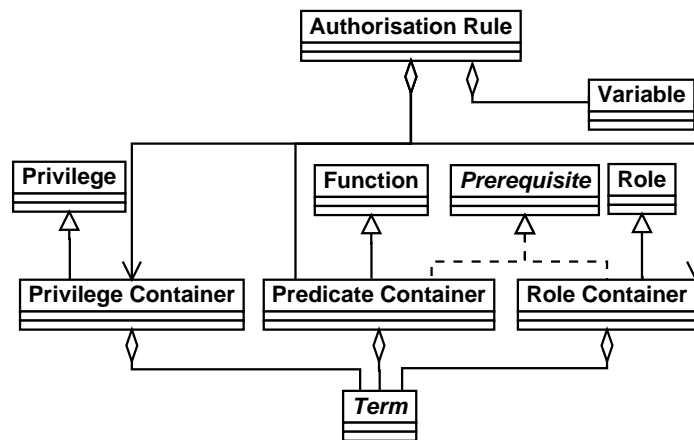 Authorisation Rule
Variable
Privilege
Function
Prerequisite
Role
Privilege Container
Predicate Container
Role Container
Term